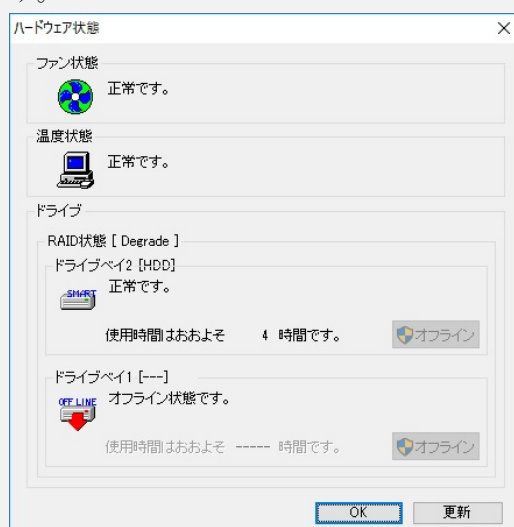 ハードウェア状態
ファン状態
正常です。
温度状態
正常です。
ドライブ
RAID状態 [ Degrade ]
ドライブベイ2 [HDD]
SMART
正常です。
使用時間はおおよそ 4 時間です。
オフライン
ドライブベイ1 [---]
OFF LINE
オフライン状態です。
使用時間はおおよそ ----- 時間です。
オフライン
OK
更新